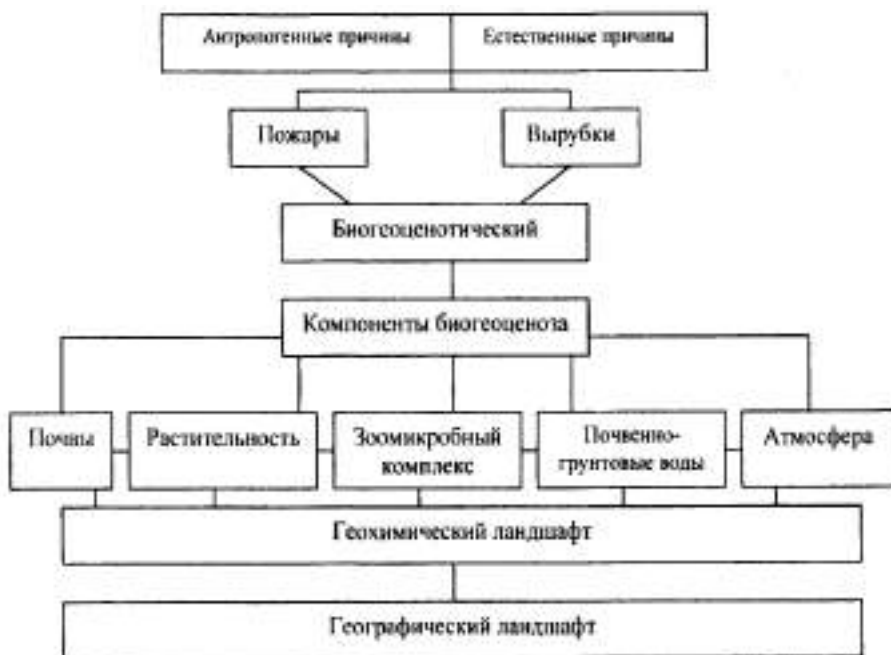 Антропогенные причины
Естественные причины
Пожары
Вырубки
Биогеоценотический
Компоненты биогеоценоза
Почвы
Растительность
Зоомикробный
комплекс
Почвенно-
грунтовые воды
Атмосфера
Геохимический ландшафт
Географический ландшафт